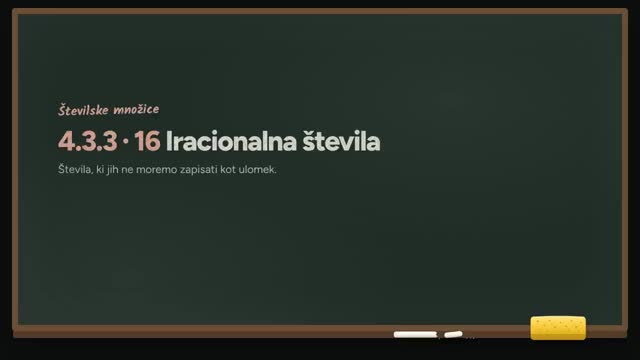 Številske množice
4.3.3 · 16 Iracionalna števila
Števila, ki jih ne moremo zapisati kot ulomek.